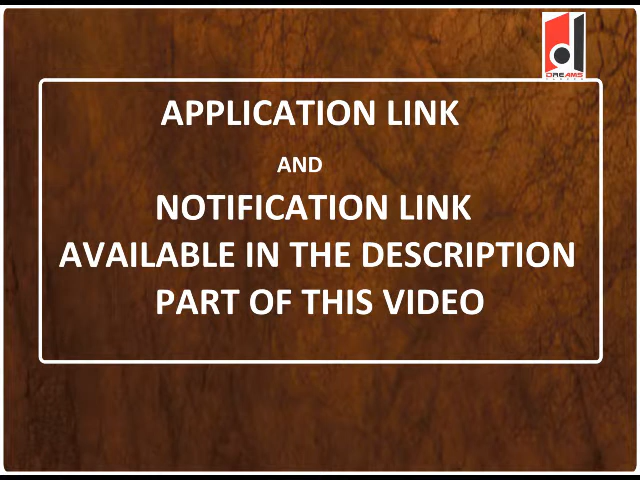 DREAMS
APPLICATION LINK
AND
NOTIFICATION LINK
AVAILABLE IN THE DESCRIPTION
PART OF THIS VIDEO